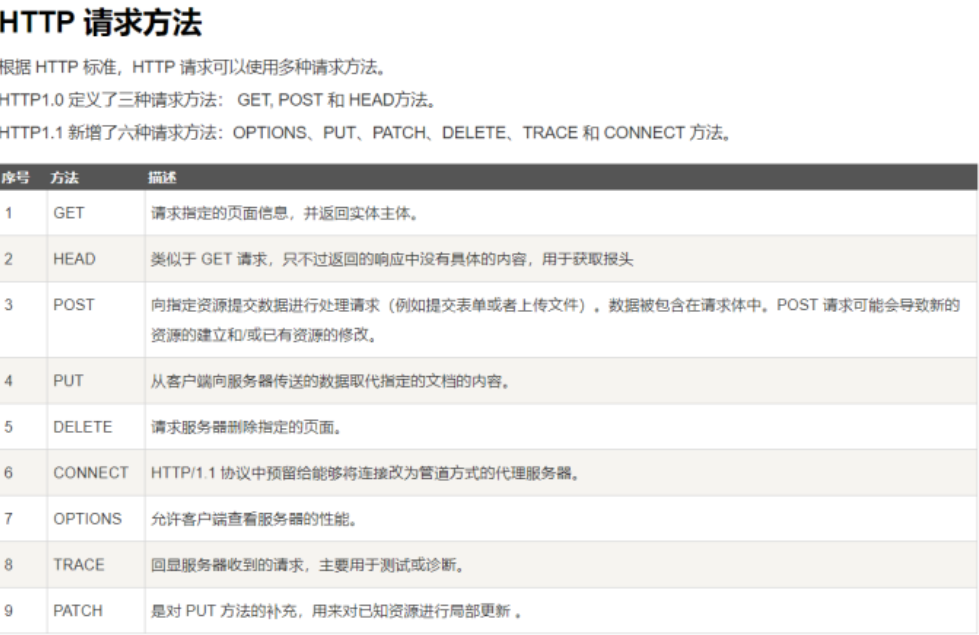 HTTP 请求方法
根据 HTTP 标准，HTTP 请求可以使用多种请求方法。
HTTP1.0 定义了三种请求方法： GET, POST 和 HEAD方法。
HTTP1.1 新增了六种请求方法：OPTIONS、PUT、PATCH、DELETE、TRACE 和 CONNECT 方法。
序号 方法 描述
1 GET 请求指定的页面信息，并返回实体主体。
2 HEAD 类似于 GET 请求，只不过返回的响应中没有具体的内容，用于获取报头
3 POST 向指定资源提交数据进行处理请求（例如提交表单或者上传文件）。数据被包含在请求体中。POST 请求可能会导致新的
资源的建立和/或已有资源的修改。
4 PUT 从客户端向服务器传送的数据取代指定的文档的内容。
5 DELETE 请求服务器删除指定的页面。
6 CONNECT HTTP/1.1 协议中预留给能够将连接改为管道方式的代理服务器。
7 OPTIONS 允许客户端查看服务器的性能。
8 TRACE 回显服务器收到的请求，主要用于测试或诊断。
9 PATCH 是对 PUT 方法的补充，用来对已知资源进行局部更新 。